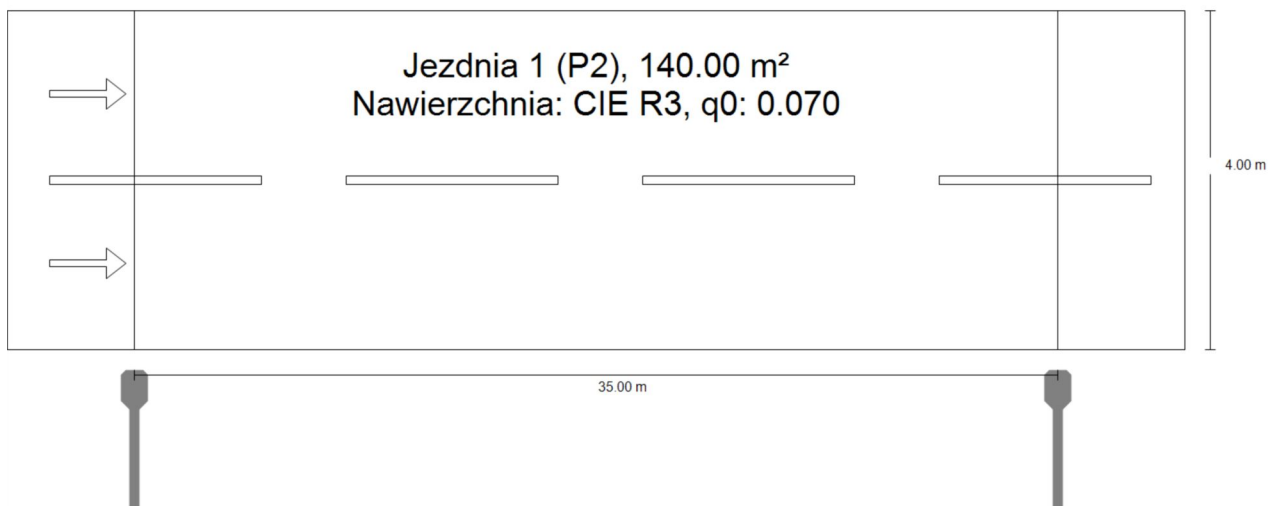 Jezdnia 1 (P2), 140.00 m²
Nawierzchnia: CIE R3, q0: 0.070
4.00 m
35.00 m